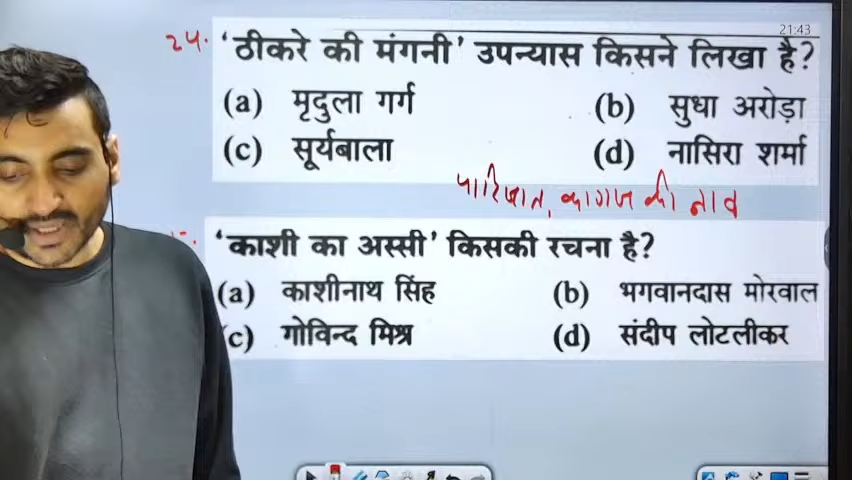 21:43
24. 'ठीकरे की मंगनी' उपन्यास किसने लिखा है?
(a) मृदुला गर्ग (b) सुधा अरोड़ा
(c) सूर्यबाला (d) नासिरा शर्मा
पारिजात, कागज की नाव
'काशी का अस्सी' किसकी रचना है?
(a) काशीनाथ सिंह (b) भगवानदास मोरवाल
(c) गोविन्द मिश्र (d) संदीप लोटलीकर